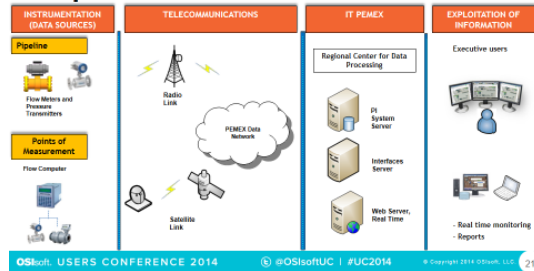 INSTRUMENTATION
(DATA SOURCES)
TELECOMMUNICATIONS
IT PEMEX
EXPLOITATION OF
INFORMATION
Pipeline
Flow Meters and
Pressure
Transmitters
Points of
Measurement
Flow Computer
Radio
Link
PEMEX Data
Network
Satellite
Link
Regional Center for Data
Processing
PI
System
Server
Interfaces
Server
Web Server,
Real Time
Executive users
- Real time monitoring
- Reports
OSIsoft. USERS CONFERENCE 2014
@OSIsoftUC | #UC2014
© Copyright 2014 OSIsoft, LLC.
21